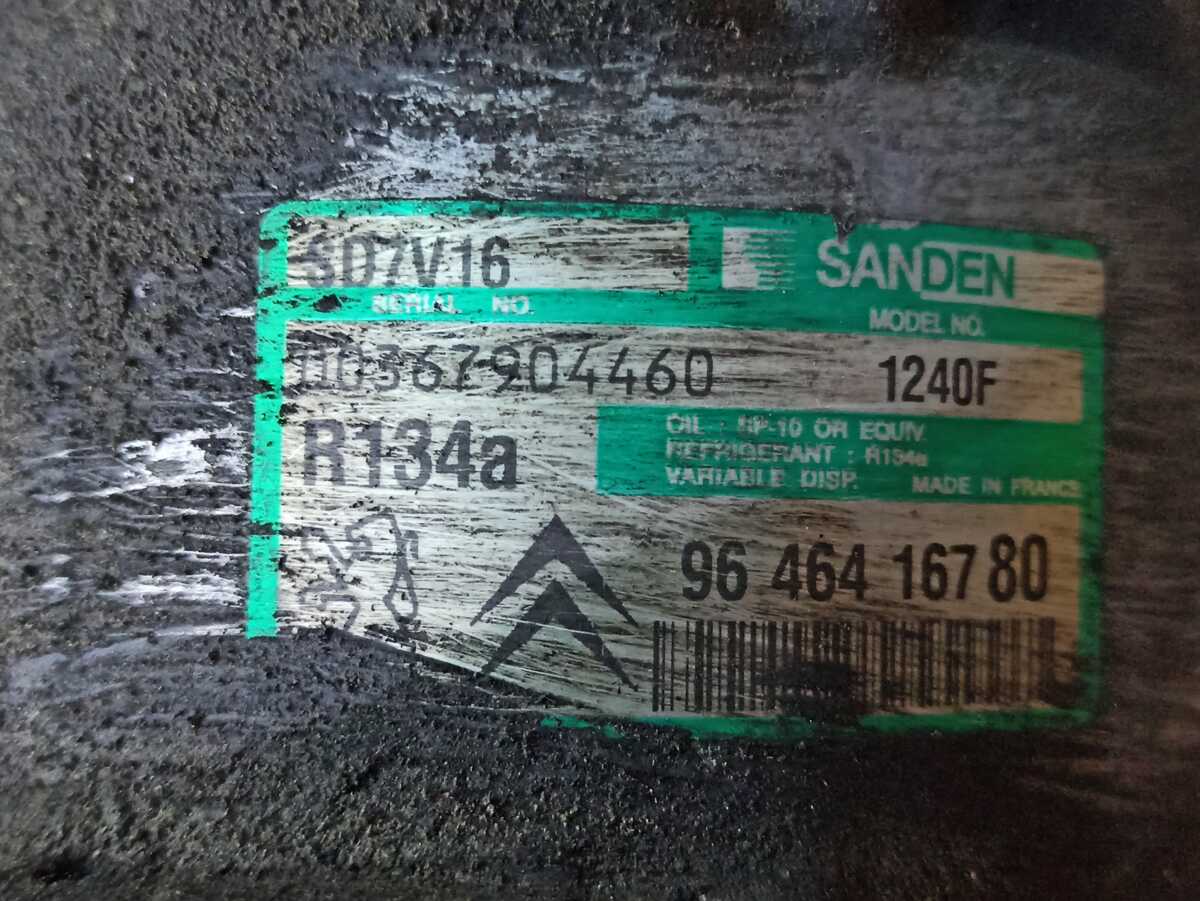 SD7V16
SANDEN
SERIAL NO.
MODEL NO.
00367904460
1240F
R134a
OIL : SP-10 OR EQUIV.
REFRIGERANT : R134a
VARIABLE DISP. MADE IN FRANCE
96 464 167 80